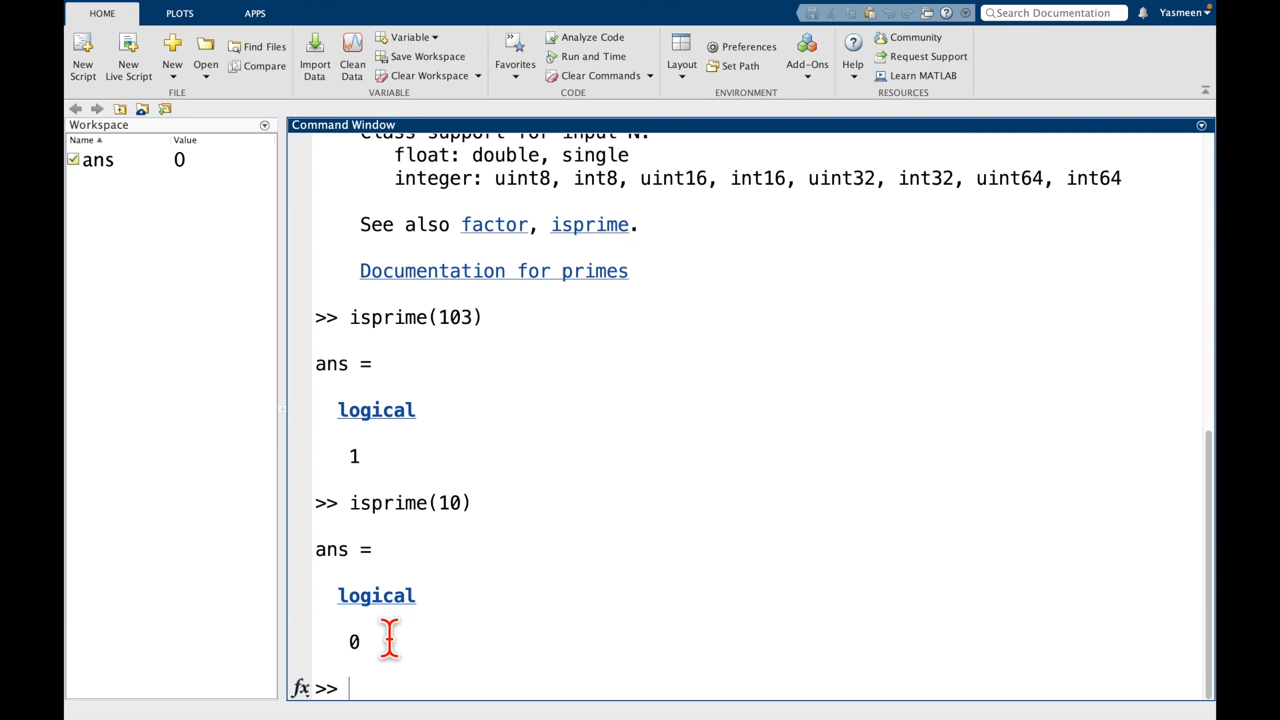 HOME PLOTS APPS
Search Documentation
Yasmeen
New Script
New Live Script
New
Open
Find Files
Compare
FILE
Import Data
Clean Data
Variable
Save Workspace
Clear Workspace
VARIABLE
Favorites
Analyze Code
Run and Time
Clear Commands
CODE
Layout
Preferences
Set Path
Add-Ons
ENVIRONMENT
Help
Community
Request Support
Learn MATLAB
RESOURCES
Workspace
Name Value
ans 0
Command Window
Class support for input N:
float: double, single
integer: uint8, int8, uint16, int16, uint32, int32, uint64, int64
See also factor, isprime.
Documentation for primes
>> isprime(103)
ans =
logical
1
>> isprime(10)
ans =
logical
0
fx >>